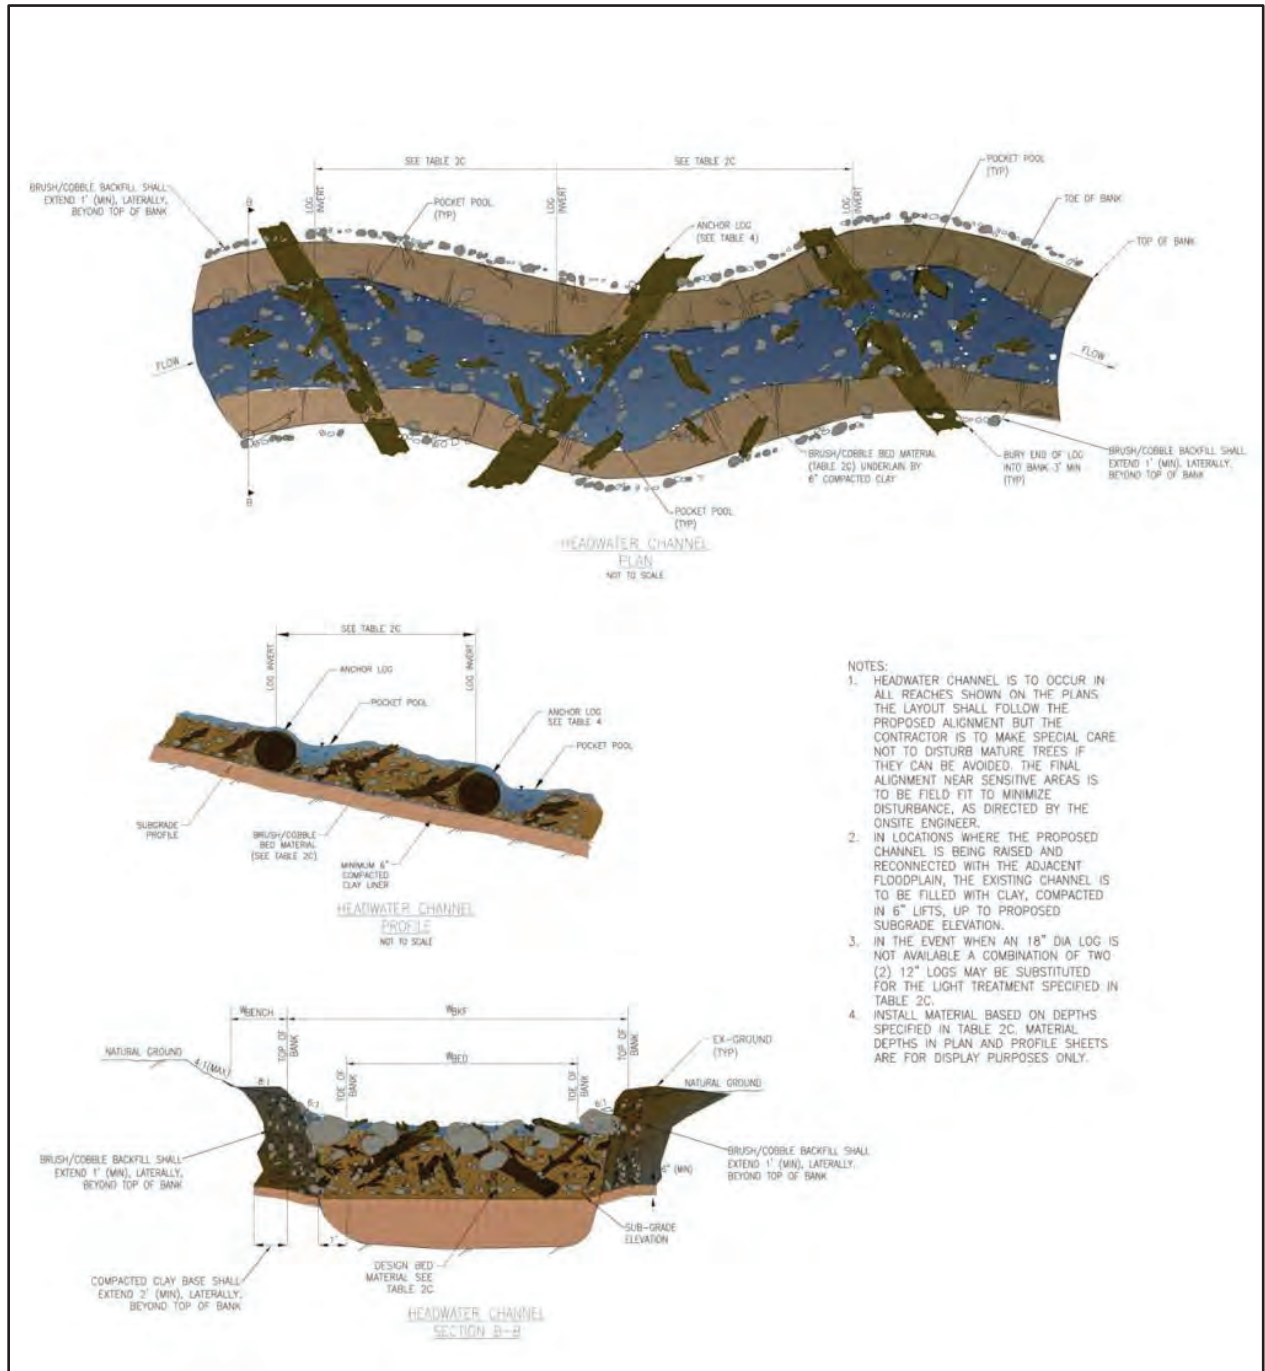 SEE TABLE 2C
SEE TABLE 2C
POCKET POOL
(TYP)
BRUSH/COBBLE BACKFILL SHALL
EXTEND 1' (MIN), LATERALLY,
BEYOND TOP OF BANK
B
LOG
INVERT
POCKET POOL
(TYP)
LOG
INVERT
ANCHOR LOG
(SEE TABLE 4)
LOG
INVERT
TOE OF BANK
TOP OF BANK
FLOW
FLOW
B
BRUSH/COBBLE BED MATERIAL
(TABLE 2C) UNDERLAIN BY
6" COMPACTED CLAY
BURY END OF LOG
INTO BANK 3' MIN
(TYP)
BRUSH/COBBLE BACKFILL SHALL
EXTEND 1' (MIN), LATERALLY,
BEYOND TOP OF BANK
POCKET POOL
(TYP)
HEADWATER CHANNEL
PLAN
NOT TO SCALE
SEE TABLE 2C
LOG INVERT
LOG INVERT
ANCHOR LOG
POCKET POOL
ANCHOR LOG
SEE TABLE 4
POCKET POOL
SUBGRADE
PROFILE
BRUSH/COBBLE
BED MATERIAL
(SEE TABLE 2C)
MINIMUM 6"
COMPACTED
CLAY LINER
HEADWATER CHANNEL
PROFILE
NOT TO SCALE
NOTES:
1. HEADWATER CHANNEL IS TO OCCUR IN
ALL REACHES SHOWN ON THE PLANS
THE LAYOUT SHALL FOLLOW THE
PROPOSED ALIGNMENT BUT THE
CONTRACTOR IS TO MAKE SPECIAL CARE
NOT TO DISTURB MATURE TREES IF
THEY CAN BE AVOIDED. THE FINAL
ALIGNMENT NEAR SENSITIVE AREAS IS
TO BE FIELD FIT TO MINIMIZE
DISTURBANCE, AS DIRECTED BY THE
ONSITE ENGINEER.
2. IN LOCATIONS WHERE THE PROPOSED
CHANNEL IS BEING RAISED AND
RECONNECTED WITH THE ADJACENT
FLOODPLAIN, THE EXISTING CHANNEL IS
TO BE FILLED WITH CLAY, COMPACTED
IN 6" LIFTS, UP TO PROPOSED
SUBGRADE ELEVATION.
3. IN THE EVENT WHEN AN 18" DIA LOG IS
NOT AVAILABLE A COMBINATION OF TWO
(2) 12" LOGS MAY BE SUBSTITUTED
FOR THE LIGHT TREATMENT SPECIFIED IN
TABLE 2C.
4. INSTALL MATERIAL BASED ON DEPTHS
SPECIFIED IN TABLE 2C. MATERIAL
DEPTHS IN PLAN AND PROFILE SHEETS
ARE FOR DISPLAY PURPOSES ONLY.
WBENCH
WBKF
WBED
NATURAL GROUND
4:1(MAX)
8:1
TOP OF
BANK
TOE OF
BANK
TOE OF
BANK
TOP OF
BANK
EX-GROUND
(TYP)
NATURAL GROUND
6:1
BRUSH/COBBLE BACKFILL SHALL
EXTEND 1' (MIN), LATERALLY,
BEYOND TOP OF BANK
BRUSH/COBBLE BACKFILL SHALL
EXTEND 1' (MIN), LATERALLY,
BEYOND TOP OF BANK
6" (MIN)
SUB-GRADE
ELEVATION
DESIGN BED
MATERIAL SEE
TABLE 2C
COMPACTED CLAY BASE SHALL
EXTEND 2' (MIN), LATERALLY,
BEYOND TOP OF BANK
HEADWATER CHANNEL
SECTION B-B